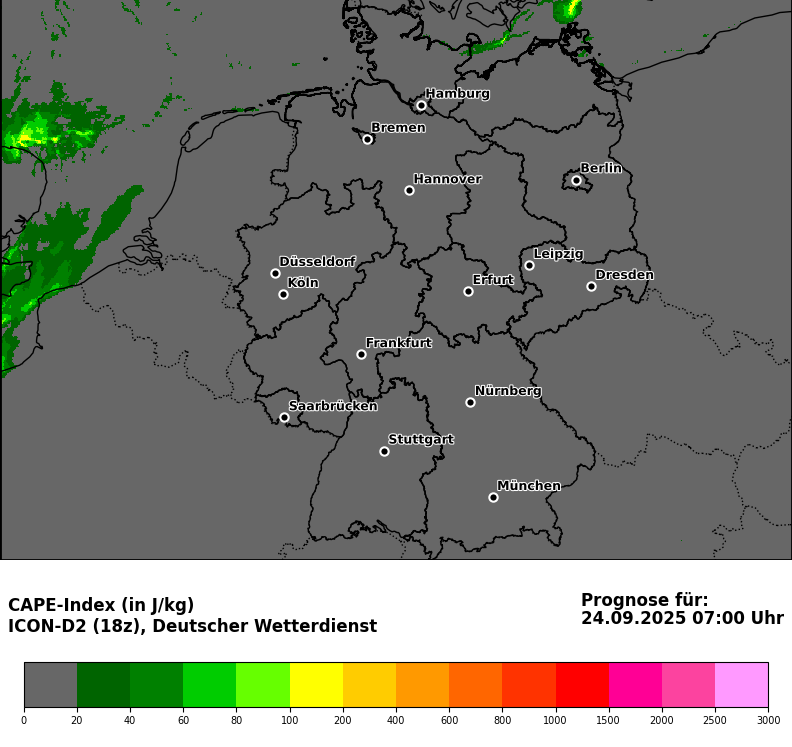 Hamburg
Bremen
Berlin
Hannover
Leipzig
Düsseldorf
Dresden
Köln
Erfurt
Frankfurt
Nürnberg
Saarbrücken
Stuttgart
München
CAPE-Index (in J/kg)
ICON-D2 (18z), Deutscher Wetterdienst
Prognose für:
24.09.2025 07:00 Uhr
0 20 40 60 80 100 200 400 600 800 1000 1500 2000 2500 3000